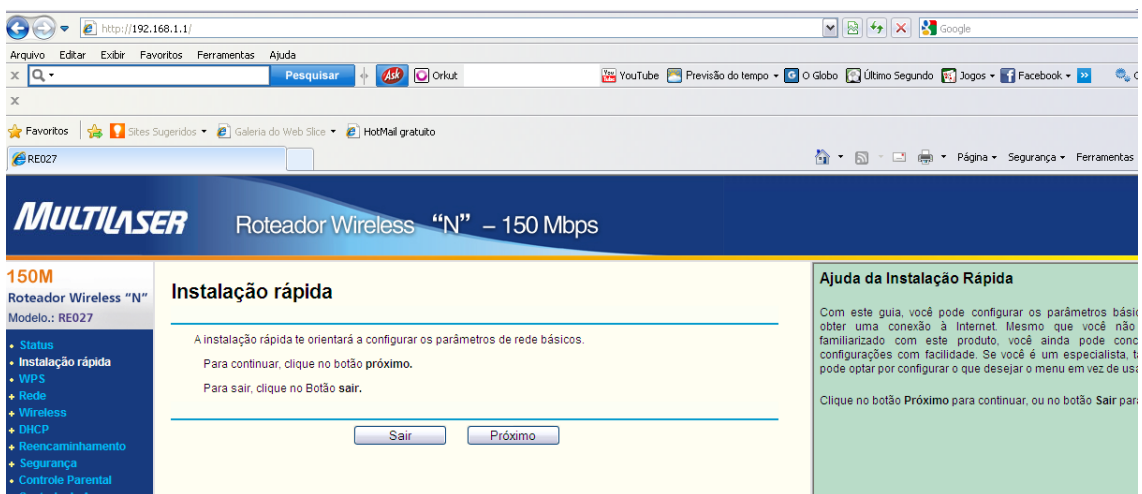 http://192.168.1.1/
Google
Arquivo Editar Exibir Favoritos Ferramentas Ajuda
Pesquisar Ask Orkut YouTube Previsão do tempo O Globo Último Segundo Jogos Facebook
Favoritos Sites Sugeridos Galeria do Web Slice HotMail gratuito
RE027
Página Segurança Ferramentas
MULTILASER
Roteador Wireless “N” – 150 Mbps
150M
Roteador Wireless "N"
Modelo.: RE027
Status
Instalação rápida
WPS
Rede
Wireless
DHCP
Reencaminhamento
Segurança
Controle Parental
Instalação rápida
A instalação rápida te orientará a configurar os parâmetros de rede básicos.
Para continuar, clique no botão próximo.
Para sair, clique no Botão sair.
Sair
Próximo
Ajuda da Instalação Rápida
Com este guia, você pode configurar os parâmetros
obter uma conexão à Internet. Mesmo que você não
familiarizado com este produto, você ainda pode
configurações com facilidade. Se você é um especialista,
pode optar por configurar o que desejar o menu em vez de
Clique no botão Próximo para continuar, ou no botão Sair